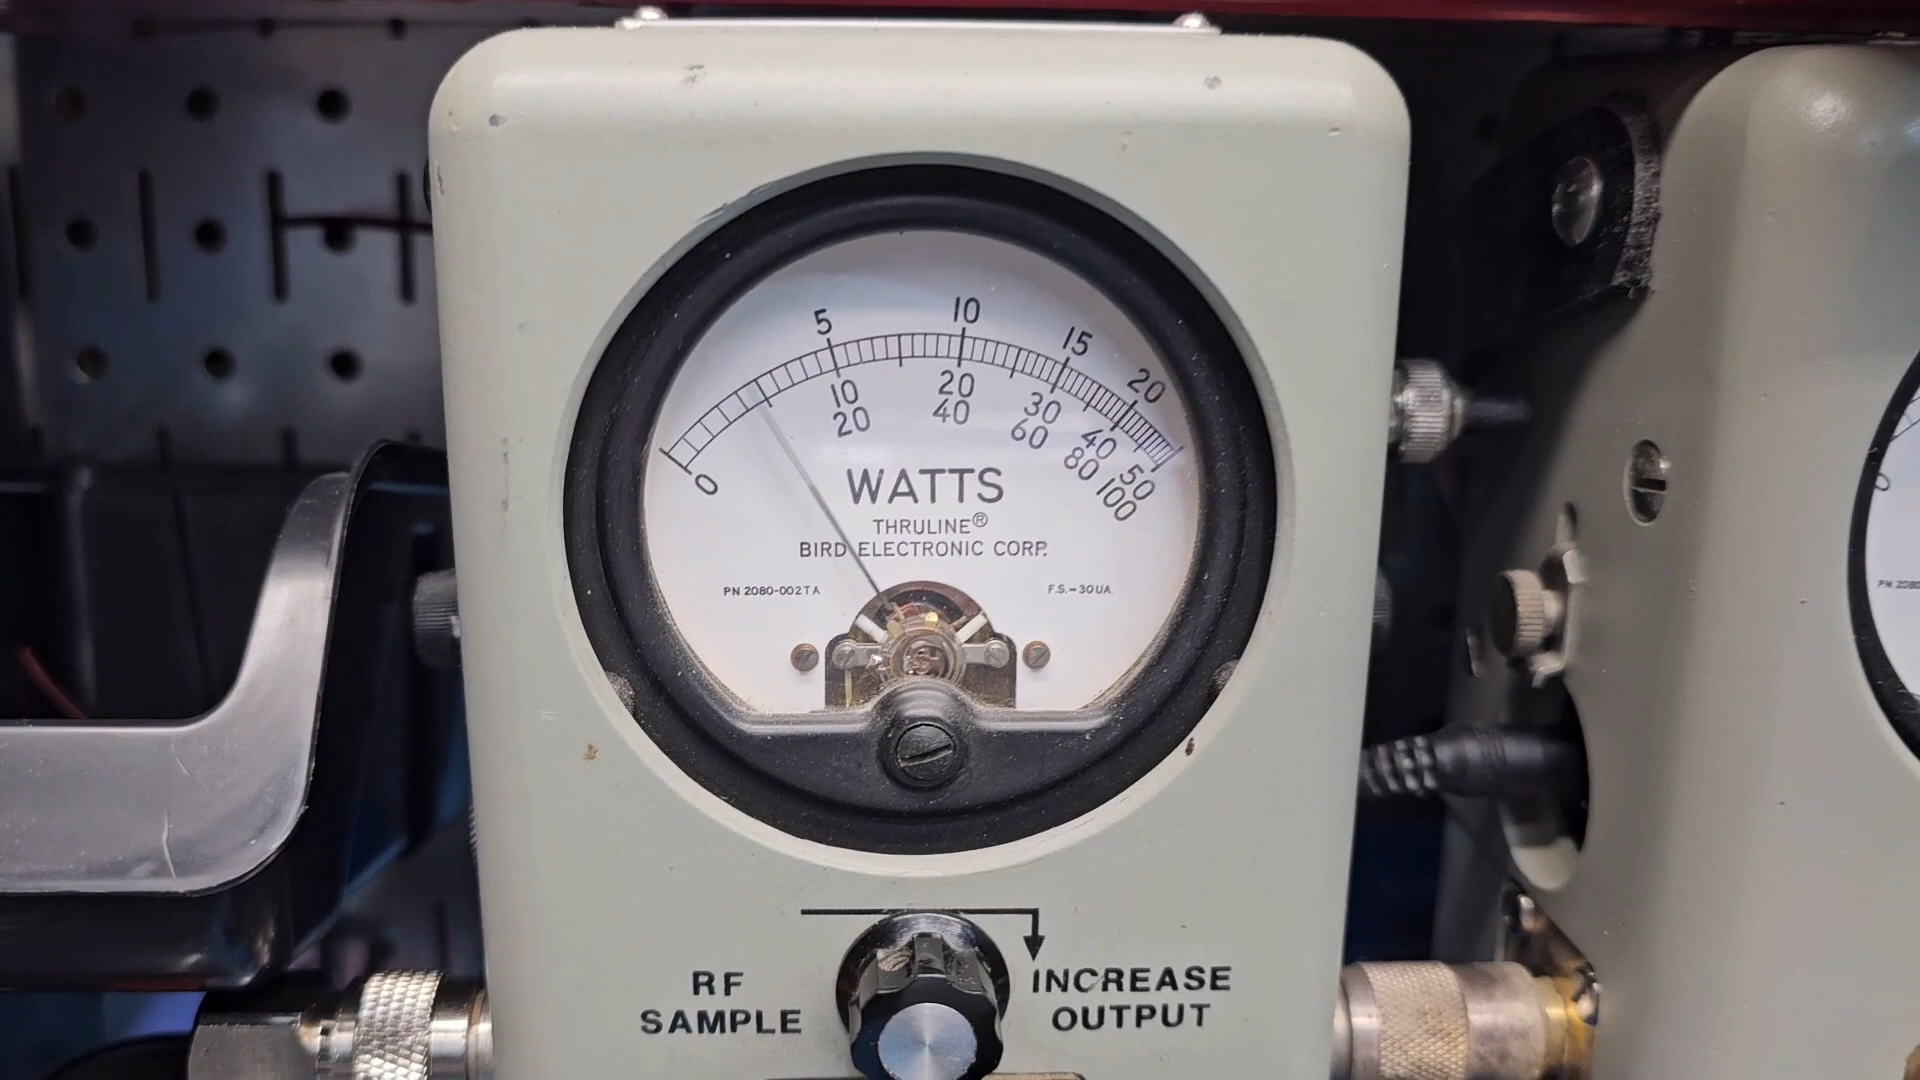 5 10 15 20
0 10 20 30 40 50
20 40 60 80 100
WATTS
THRULINE®
BIRD ELECTRONIC CORP.
PN 2080-002TA
F.S.-30UA.
RF
SAMPLE
INCREASE
OUTPUT
0